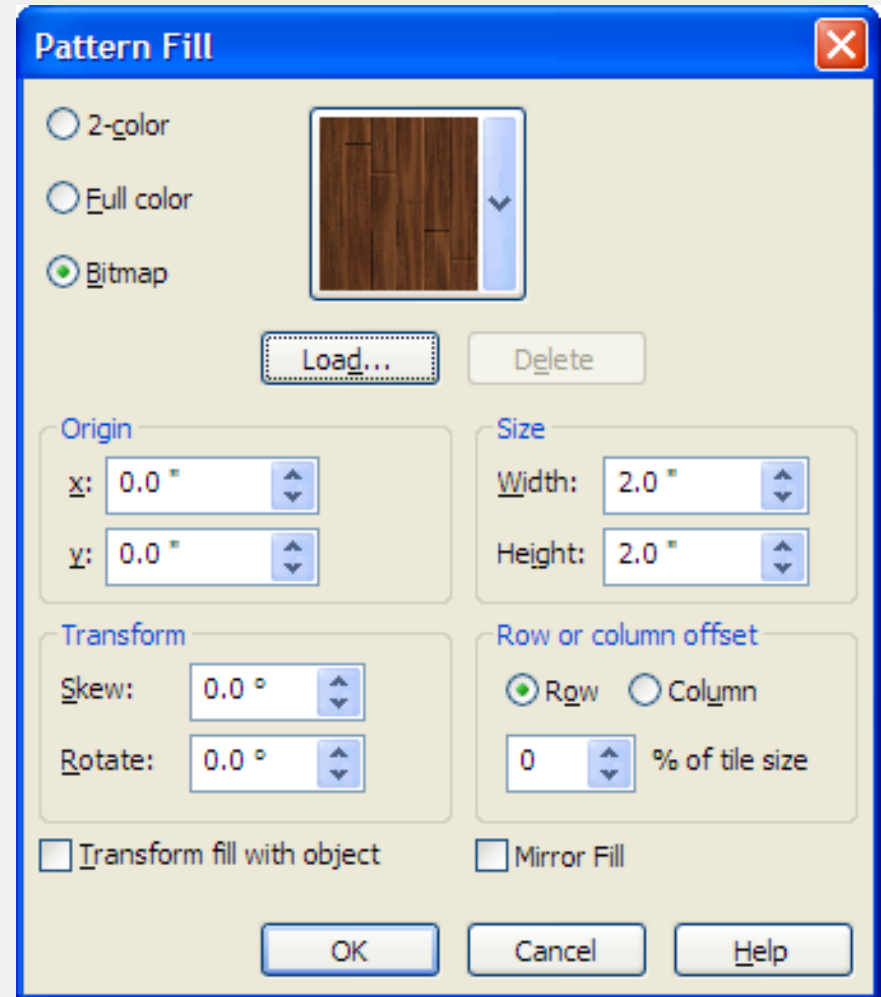 Pattern Fill
2-color
Full color
Bitmap
Load... Delete
Origin Size
x: 0.0 " Width: 2.0 "
y: 0.0 " Height: 2.0 "
Transform Row or column offset
Skew: 0.0 ° Row Column
Rotate: 0.0 ° 0 % of tile size
Transform fill with object Mirror Fill
OK Cancel Help